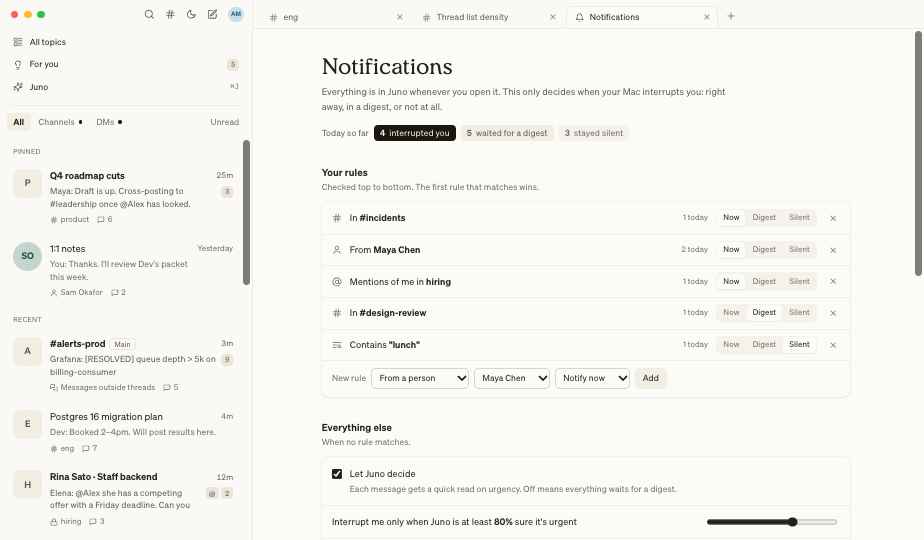 AM
All topics
For you 5
Juno ⌘J
All Channels DMs Unread
PINNED
P Q4 roadmap cuts 25m
Maya: Draft is up. Cross-posting to 3
#leadership once @Alex has looked.
product 6
SO 1:1 notes Yesterday
You: Thanks. I'll review Dev's packet
this week.
Sam Okafor 2
RECENT
A #alerts-prod Main 3m
Grafana: [RESOLVED] queue depth > 5k on 9
billing-consumer
Messages outside threads 5
E Postgres 16 migration plan 4m
Dev: Booked 2–4pm. Will post results here.
eng 7
H Rina Sato · Staff backend 12m
Elena: @Alex she has a competing @ 2
offer with a Friday deadline. Can you
hiring 3
# eng × # Thread list density × Notifications × +
Notifications
Everything is in Juno whenever you open it. This only decides when your Mac interrupts you: right
away, in a digest, or not at all.
Today so far 4 interrupted you 5 waited for a digest 3 stayed silent
Your rules
Checked top to bottom. The first rule that matches wins.
In #incidents 1 today Now Digest Silent ×
From Maya Chen 2 today Now Digest Silent ×
Mentions of me in hiring 1 today Now Digest Silent ×
In #design-review 1 today Now Digest Silent ×
Contains "lunch" 1 today Now Digest Silent ×
New rule From a person Maya Chen Notify now Add
Everything else
When no rule matches.
Let Juno decide
Each message gets a quick read on urgency. Off means everything waits for a digest.
Interrupt me only when Juno is at least 80% sure it's urgent